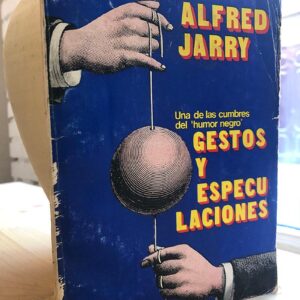 ALFRED
JARRY
Una de las cumbres
del 'humor negro'
GESTOS
Y
ESPECU
LACIONES